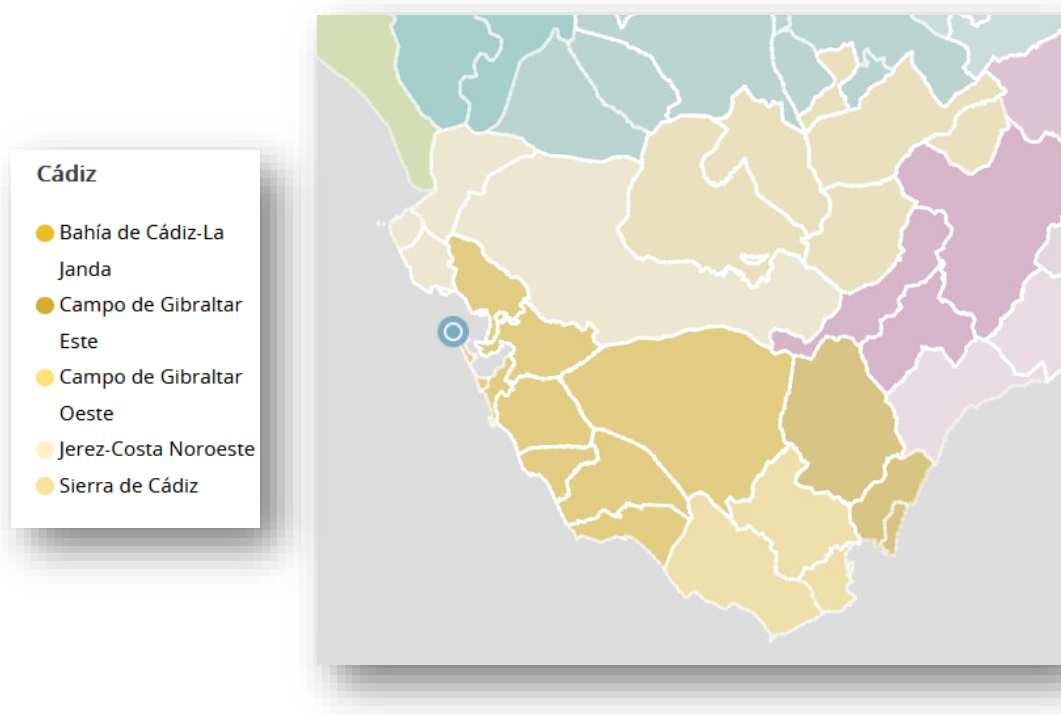 Cádiz
Bahía de Cádiz-La
Janda
Campo de Gibraltar
Este
Campo de Gibraltar
Oeste
Jerez-Costa Noroeste
Sierra de Cádiz